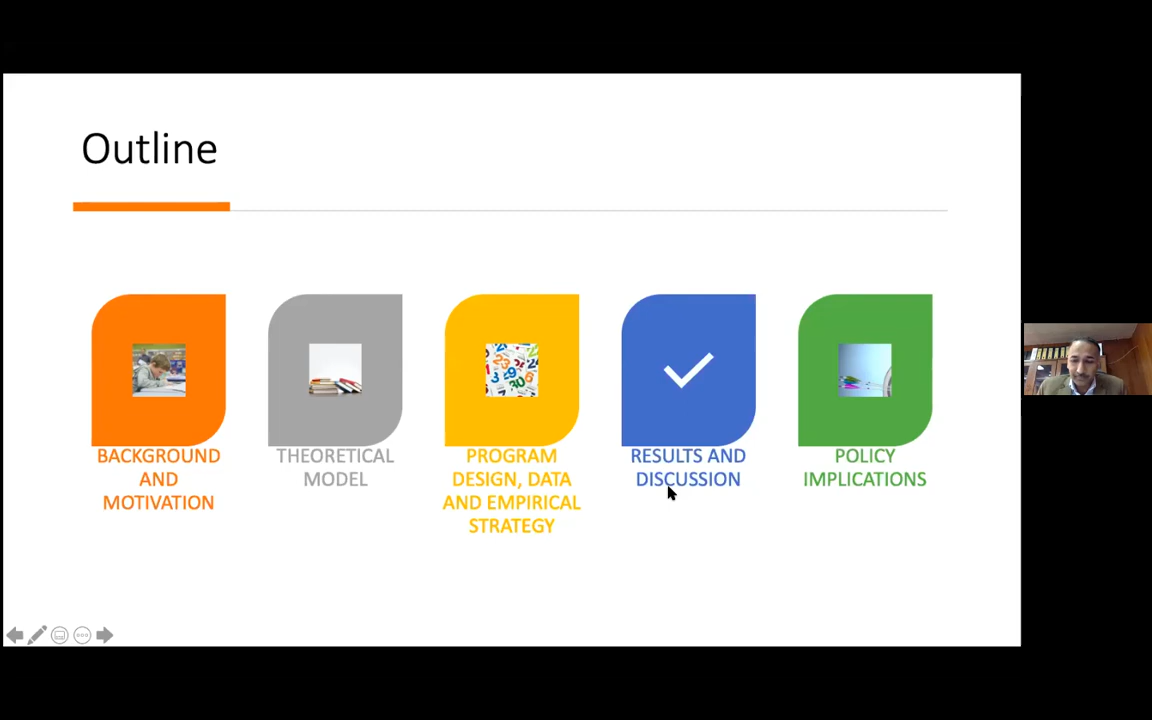 Outline
BACKGROUND
AND
MOTIVATION
THEORETICAL
MODEL
PROGRAM
DESIGN, DATA
AND EMPIRICAL
STRATEGY
RESULTS AND
DISCUSSION
POLICY
IMPLICATIONS